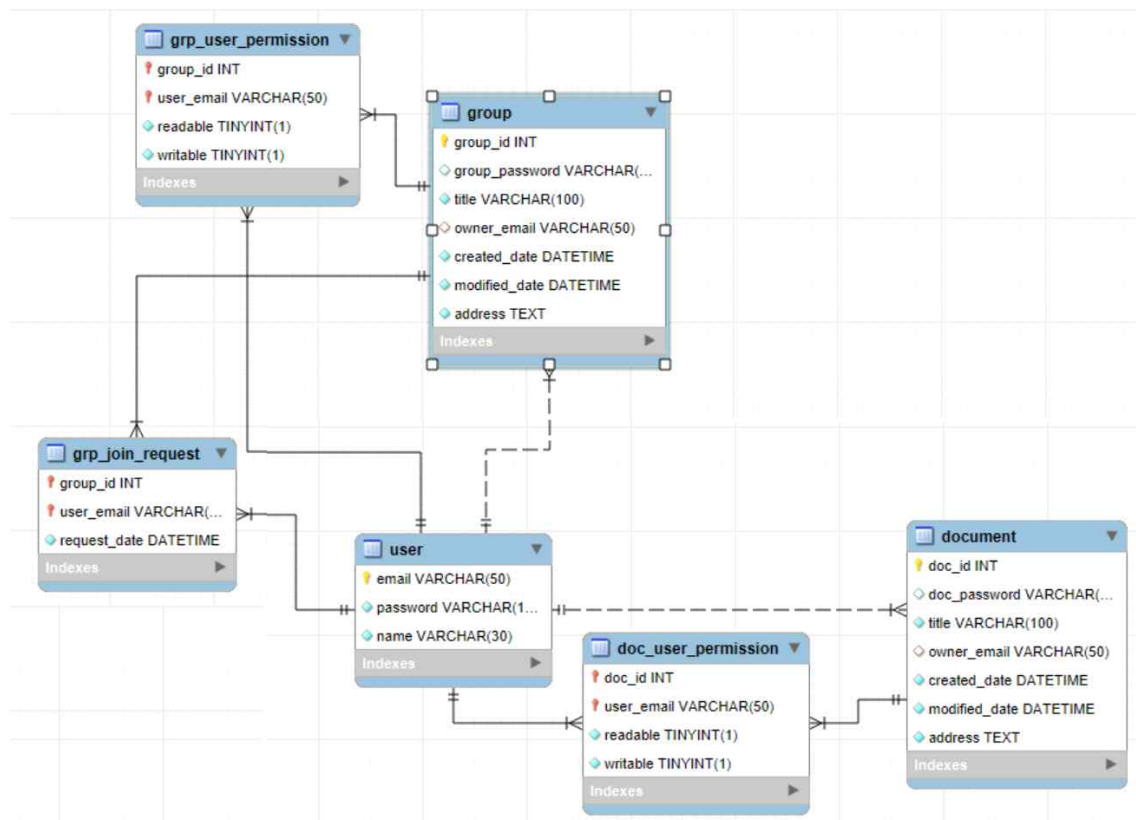 grp_user_permission
group_id INT
user_email VARCHAR(50)
readable TINYINT(1)
writable TINYINT(1)
Indexes
group
group_id INT
group_password VARCHAR(...
title VARCHAR(100)
owner_email VARCHAR(50)
created_date DATETIME
modified_date DATETIME
address TEXT
Indexes
grp_join_request
group_id INT
user_email VARCHAR(...
request_date DATETIME
Indexes
user
email VARCHAR(50)
password VARCHAR(1...
name VARCHAR(30)
Indexes
doc_user_permission
doc_id INT
user_email VARCHAR(50)
readable TINYINT(1)
writable TINYINT(1)
Indexes
document
doc_id INT
doc_password VARCHAR(...
title VARCHAR(100)
owner_email VARCHAR(50)
created_date DATETIME
modified_date DATETIME
address TEXT
Indexes